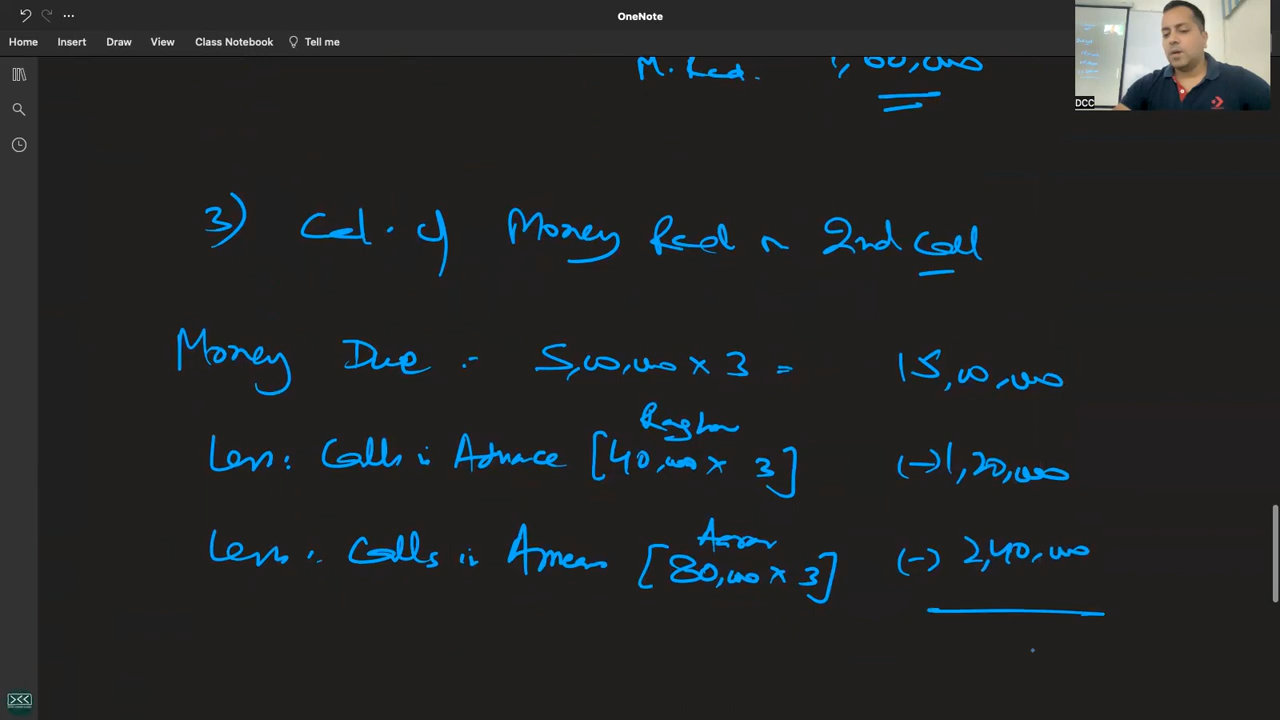 OneNote
Home Insert Draw View Class Notebook Tell me
M. Recd. 1,60,000
DCC
3) Cal. of Money Recd on 2nd Call
Money Due :- 5,00,000 × 3 = 15,00,000
Raghav
Less: Calls in Advance [40,000 × 3] (-) 1,20,000
Less: Calls in Arrears [80,000 × 3] (-) 2,40,000